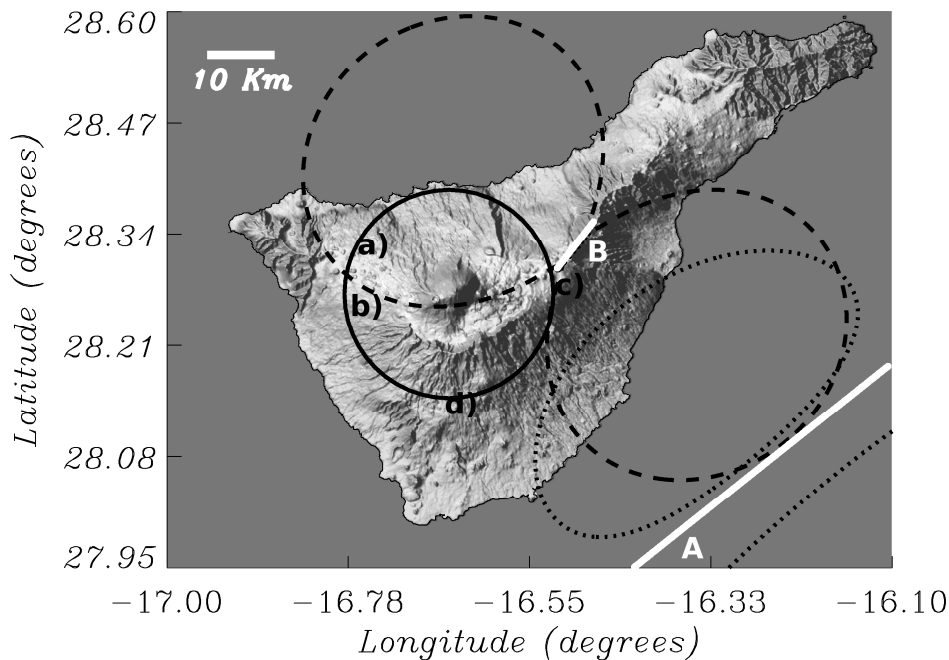 28.60
10 Km
28.47
28.34
a)
B
b)
c)
28.21
d)
28.08
A
27.95
-17.00 -16.78 -16.55 -16.33 -16.10
Longitude (degrees)
Latitude (degrees)